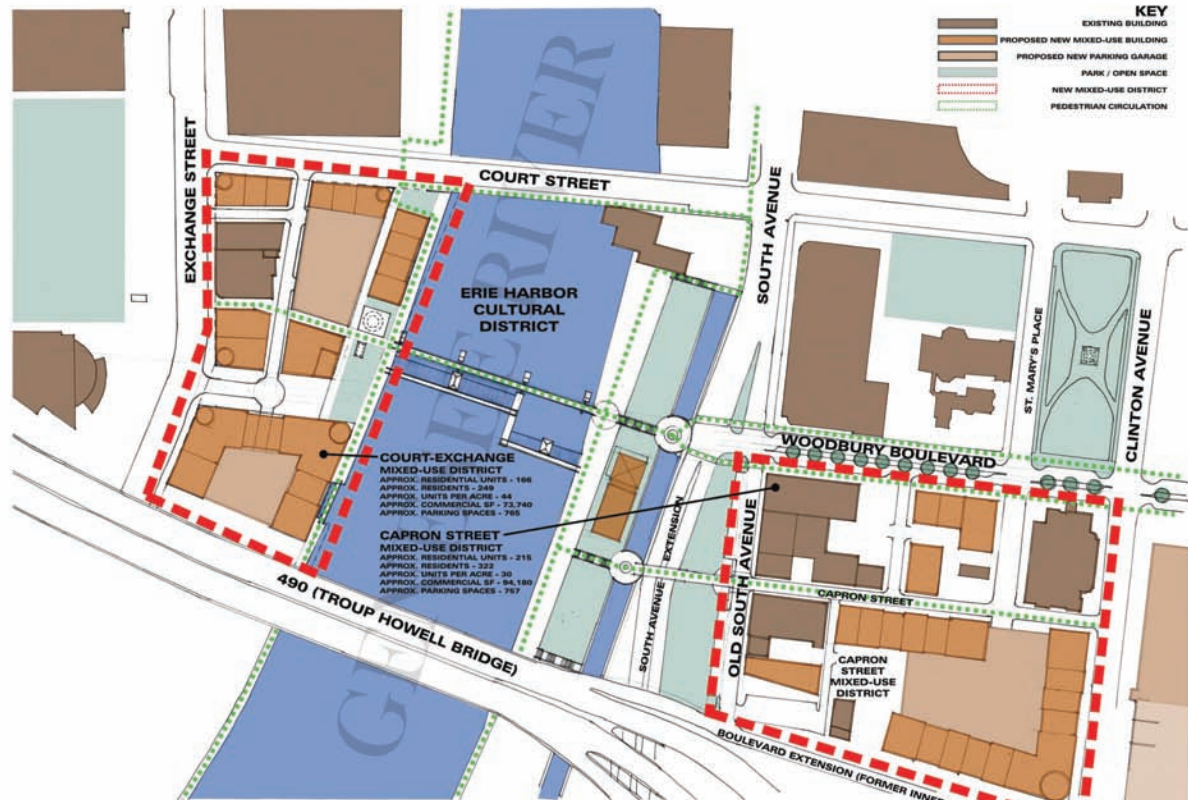 KEY
EXISTING BUILDING
PROPOSED NEW MIXED-USE BUILDING
PROPOSED NEW PARKING GARAGE
PARK / OPEN SPACE
NEW MIXED-USE DISTRICT
PEDESTRIAN CIRCULATION
EXCHANGE STREET
COURT STREET
SOUTH AVENUE
ERIE HARBOR
CULTURAL
DISTRICT
ST. MARY'S PLACE
CLINTON AVENUE
WOODBURY BOULEVARD
COURT-EXCHANGE
MIXED-USE DISTRICT
APPROX. RESIDENTIAL UNITS - 166
APPROX. RESIDENTS - 249
APPROX. UNITS PER ACRE - 44
APPROX. COMMERCIAL SF - 73,740
APPROX. PARKING SPACES - 765
CAPRON STREET
MIXED-USE DISTRICT
APPROX. RESIDENTIAL UNITS - 215
APPROX. RESIDENTS - 322
APPROX. UNITS PER ACRE - 30
APPROX. COMMERCIAL SF - 94,180
APPROX. PARKING SPACES - 757
SOUTH AVENUE EXTENSION
OLD SOUTH AVENUE
CAPRON STREET
CAPRON
STREET
MIXED-USE
DISTRICT
490 (TROUP HOWELL BRIDGE)
BOULEVARD EXTENSION (FORMER INNER
RIVER